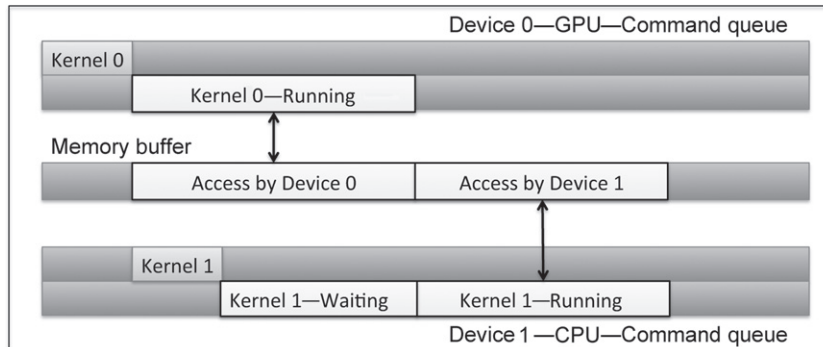 Device 0—GPU—Command queue
Kernel 0
Kernel 0—Running
Memory buffer
Access by Device 0
Access by Device 1
Kernel 1
Kernel 1—Waiting
Kernel 1—Running
Device 1—CPU—Command queue